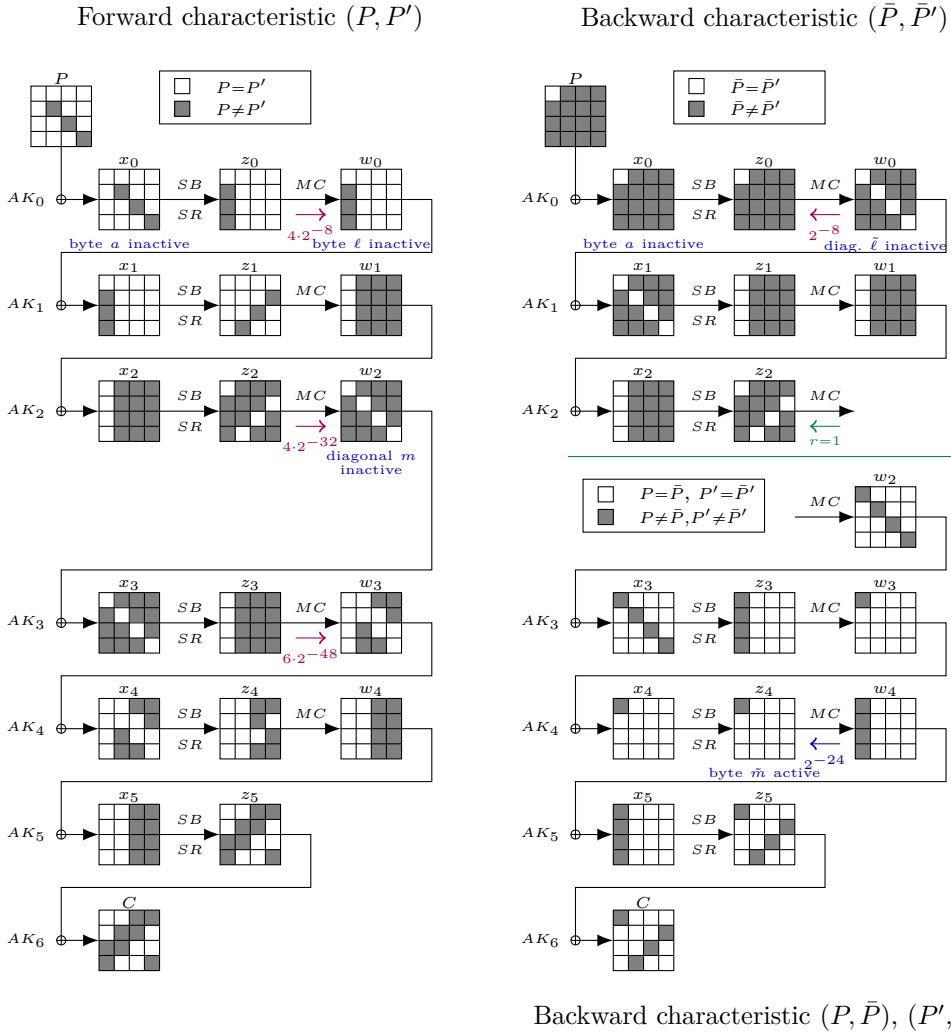 Forward characteristic (P, P′)
P
P=P′
P≠P′
x₀ z₀ w₀
AK₀ SB SR MC
4·2⁻⁸
byte a inactive byte ℓ inactive
x₁ z₁ w₁
AK₁ SB SR MC
x₂ z₂ w₂
AK₂ SB SR MC
4·2⁻³²
diagonal m
inactive
x₃ z₃ w₃
AK₃ SB SR MC
6·2⁻⁴⁸
x₄ z₄ w₄
AK₄ SB SR MC
x₅ z₅
AK₅ SB SR
C
AK₆
Backward characteristic (P̄, P̄′)
P
P̄=P̄′
P̄≠P̄′
x₀ z₀ w₀
AK₀ SB SR MC
2⁻⁸
byte a inactive diag. ℓ̃ inactive
x₁ z₁ w₁
AK₁ SB SR MC
x₂ z₂
AK₂ SB SR MC
r=1
P=P̄, P′=P̄′
P≠P̄,P′≠P̄′
MC w₂
x₃ z₃ w₃
AK₃ SB SR MC
x₄ z₄ w₄
AK₄ SB SR MC
2⁻²⁴
byte m̃ active
x₅ z₅
AK₅ SB SR
C
AK₆
Backward characteristic (P, P̄), (P′,